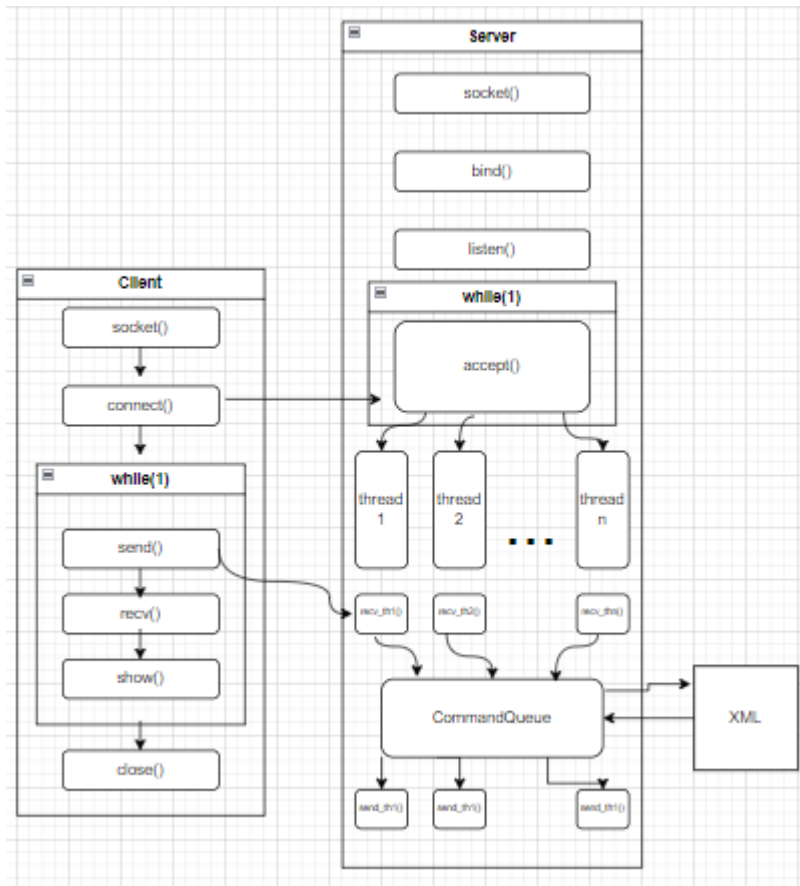 Server
socket()
bind()
listen()
while(1)
accept()
thread
1
thread
2
...
thread
n
recv_th1()
recv_th2()
recv_thn()
CommandQueue
XML
send_th1()
send_th1()
send_th1()
Client
socket()
connect()
while(1)
send()
recv()
show()
close()